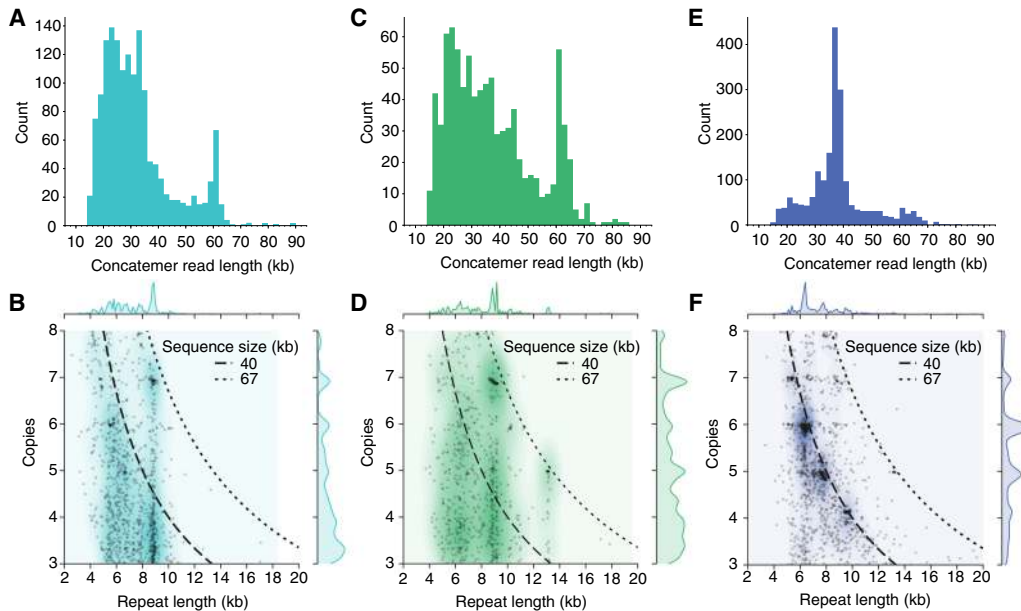 A
140
120
100
80
60
40
20
0
Count
10 20 30 40 50 60 70 80 90
Concatemer read length (kb)
C
60
50
40
30
20
10
0
Count
10 20 30 40 50 60 70 80 90
Concatemer read length (kb)
E
400
300
200
100
0
Count
10 20 30 40 50 60 70 80 90
Concatemer read length (kb)
B
8
7
6
5
4
3
Copies
Sequence size (kb)
40
67
2 4 6 8 10 12 14 16 18 20
Repeat length (kb)
D
8
7
6
5
4
3
Copies
Sequence size (kb)
40
67
2 4 6 8 10 12 14 16 18 20
Repeat length (kb)
F
8
7
6
5
4
3
Copies
Sequence size (kb)
40
67
2 4 6 8 10 12 14 16 18 20
Repeat length (kb)